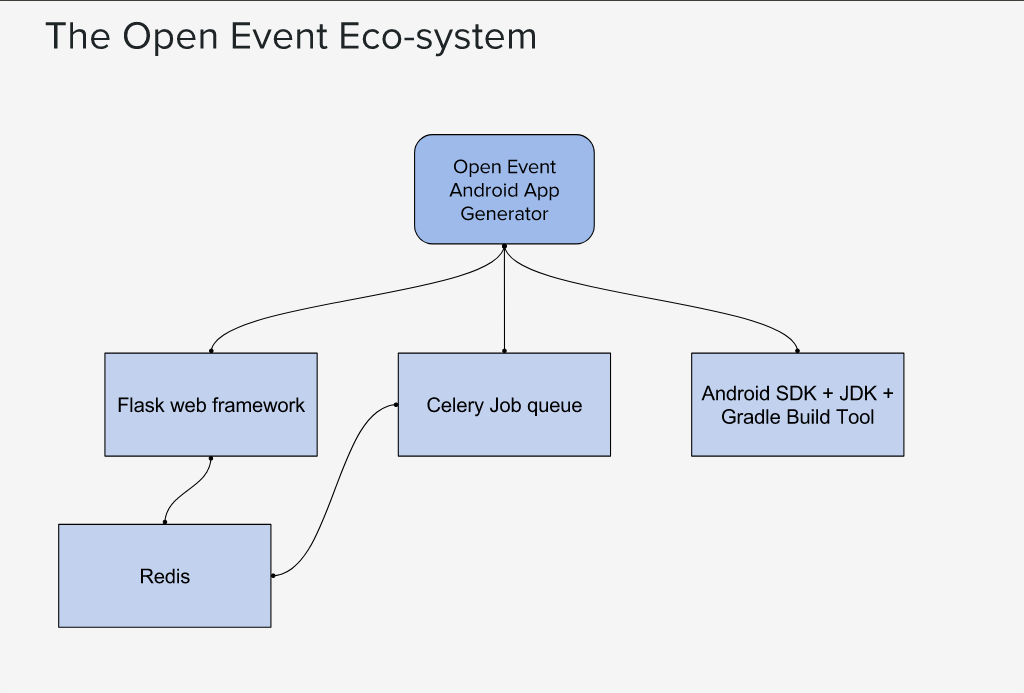 The Open Event Eco-system
Open Event
Android App
Generator
Flask web framework
Celery Job queue
Android SDK + JDK +
Gradle Build Tool
Redis